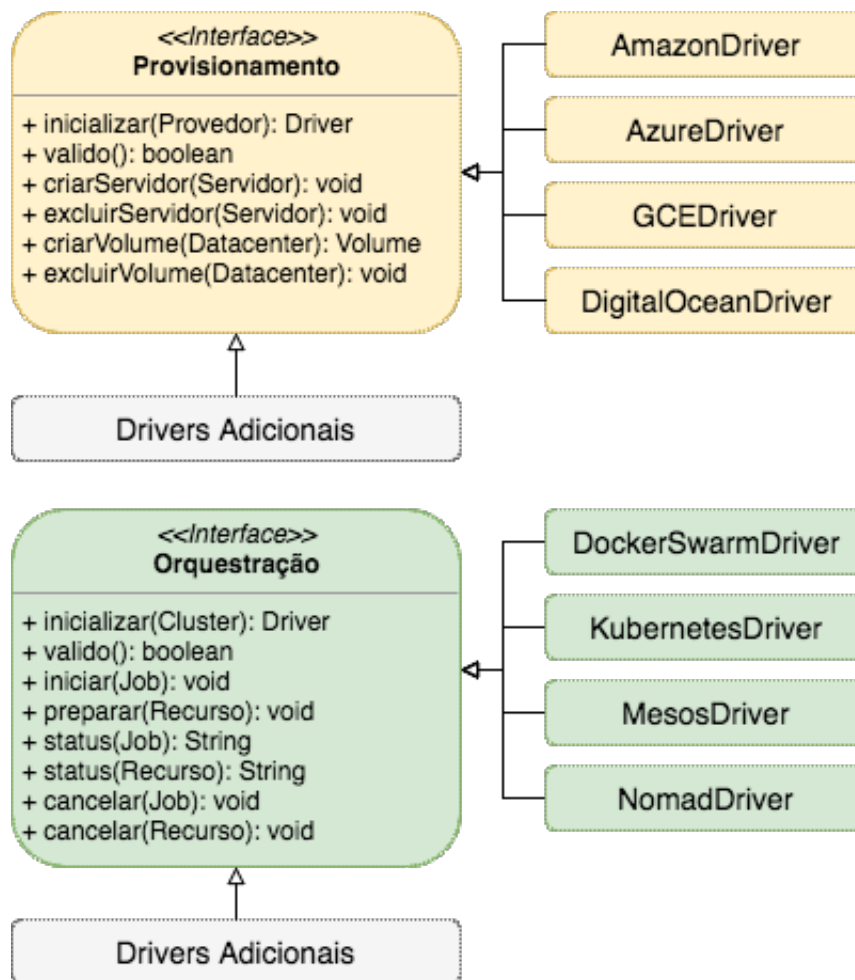 <<Interface>>
Provisionamento
+ inicializar(Provedor): Driver
+ valido(): boolean
+ criarServidor(Servidor): void
+ excluirServidor(Servidor): void
+ criarVolume(Datacenter): Volume
+ excluirVolume(Datacenter): void
AmazonDriver
AzureDriver
GCEDriver
DigitalOceanDriver
Drivers Adicionais
<<Interface>>
Orquestração
+ inicializar(Cluster): Driver
+ valido(): boolean
+ iniciar(Job): void
+ preparar(Recurso): void
+ status(Job): String
+ status(Recurso): String
+ cancelar(Job): void
+ cancelar(Recurso): void
DockerSwarmDriver
KubernetesDriver
MesosDriver
NomadDriver
Drivers Adicionais